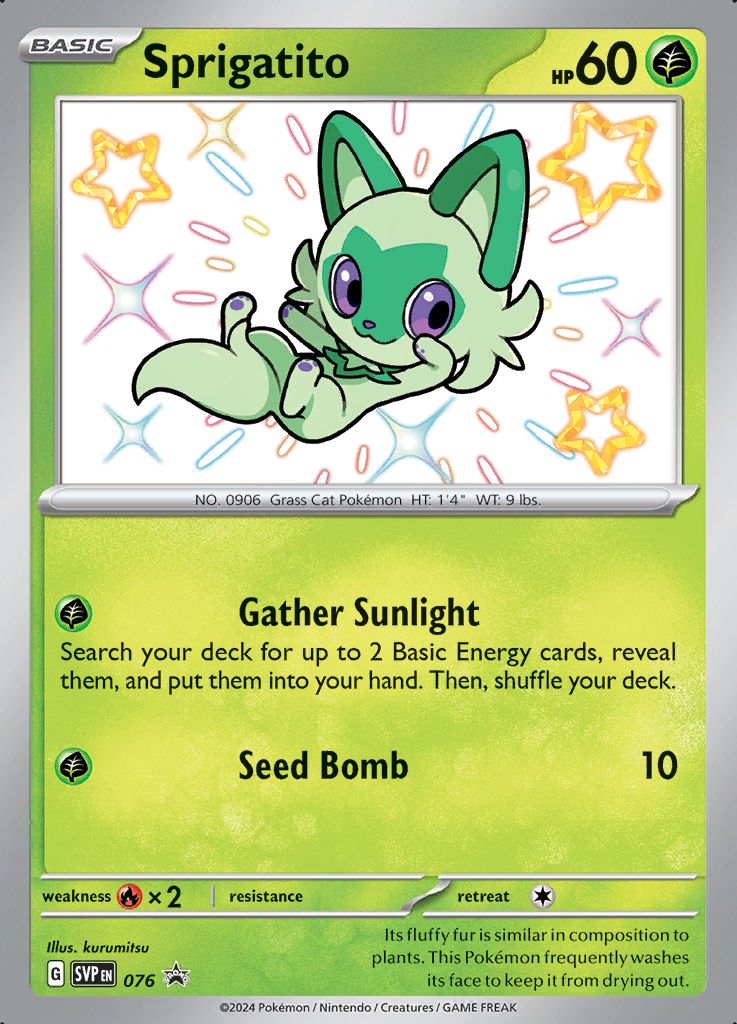 BASIC
Sprigatito
HP 60
NO. 0906 Grass Cat Pokémon HT: 1'4" WT: 9 lbs.
Gather Sunlight
Search your deck for up to 2 Basic Energy cards, reveal
them, and put them into your hand. Then, shuffle your deck.
Seed Bomb 10
weakness × 2 resistance retreat
Illus. kurumitsu
G SVP EN 076 PROMO
Its fluffy fur is similar in composition to
plants. This Pokémon frequently washes
its face to keep it from drying out.
©2024 Pokémon / Nintendo / Creatures / GAME FREAK